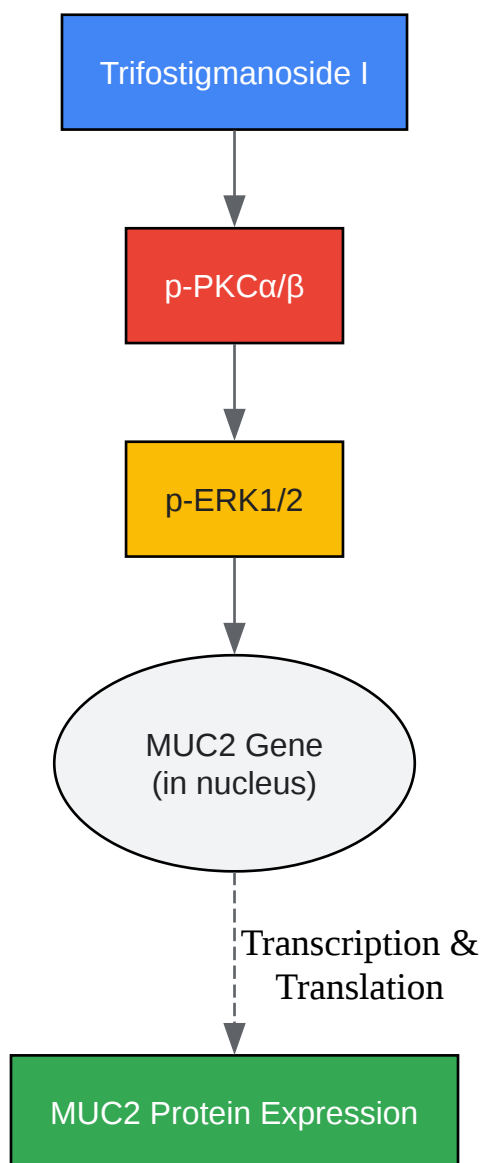 Trifostigmanoside I
p-PKCα/β
p-ERK1/2
MUC2 Gene
(in nucleus)
Transcription &
Translation
MUC2 Protein Expression